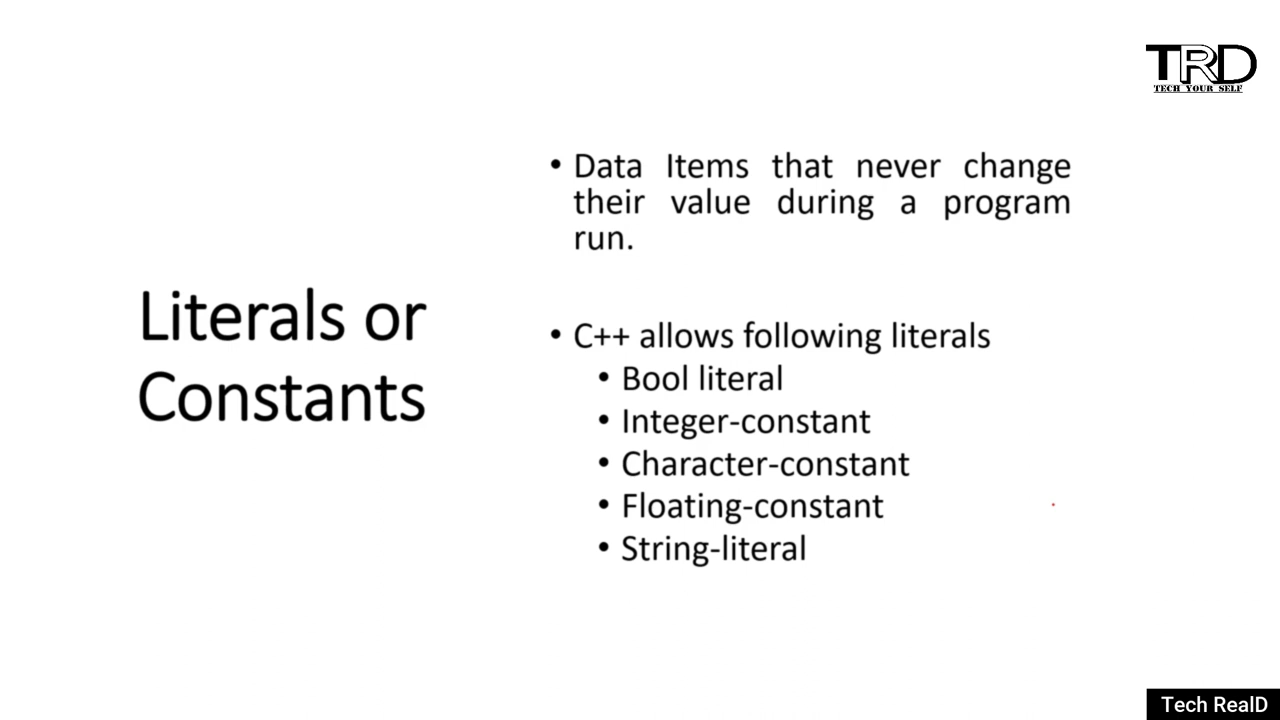 TRD
TECH YOUR SELF
Literals or
Constants
• Data Items that never change
their value during a program
run.
• C++ allows following literals
• Bool literal
• Integer-constant
• Character-constant
• Floating-constant
• String-literal
Tech RealD